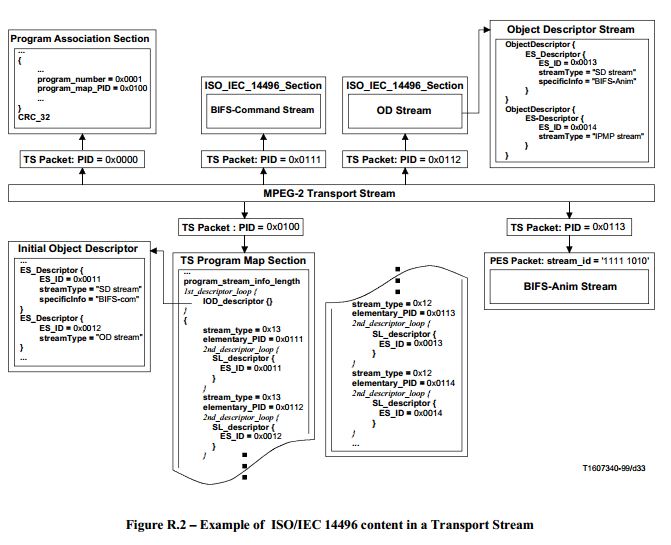 Program Association Section
...
{
...
program_number = 0x0001
program_map_PID = 0x0100
...
}
CRC_32
TS Packet: PID = 0x0000
ISO_IEC_14496_Section
BIFS-Command Stream
TS Packet: PID = 0x0111
ISO_IEC_14496_Section
OD Stream
TS Packet: PID = 0x0112
Object Descriptor Stream
ObjectDescriptor {
ES_Descriptor {
ES_ID = 0x0013
streamType = "SD stream"
specificInfo = "BIFS-Anim"
}
}
ObjectDescriptor {
ES-Descriptor {
ES_ID = 0x0014
streamType = "IPMP stream"
}
}
MPEG-2 Transport Stream
TS Packet : PID = 0x0100
TS Packet: PID = 0x0113
Initial Object Descriptor
...
ES_Descriptor {
ES_ID = 0x0011
streamType = "SD stream"
specificInfo = "BIFS-com"
}
ES_Descriptor {
ES_ID = 0x0012
streamType = "OD stream"
}
...
TS Program Map Section
...
program_stream_info_length
1st_descriptor_loop {
IOD_descriptor {}
}
{
stream_type = 0x13
elementary_PID = 0x0111
2nd_descriptor_loop {
SL_descriptor {
ES_ID = 0x0011
}
}
stream_type = 0x13
elementary_PID = 0x0112
2nd_descriptor_loop {
SL_descriptor {
ES_ID = 0x0012
}
}
stream_type = 0x12
elementary_PID = 0x0113
2nd_descriptor_loop {
SL_descriptor {
ES_ID = 0x0013
}
}
stream_type = 0x12
elementary_PID = 0x0114
2nd_descriptor_loop {
SL_descriptor {
ES_ID = 0x0014
}
}
...
PES Packet: stream_id = '1111 1010'
BIFS-Anim Stream
T1607340-99/d33
Figure R.2 – Example of ISO/IEC 14496 content in a Transport Stream